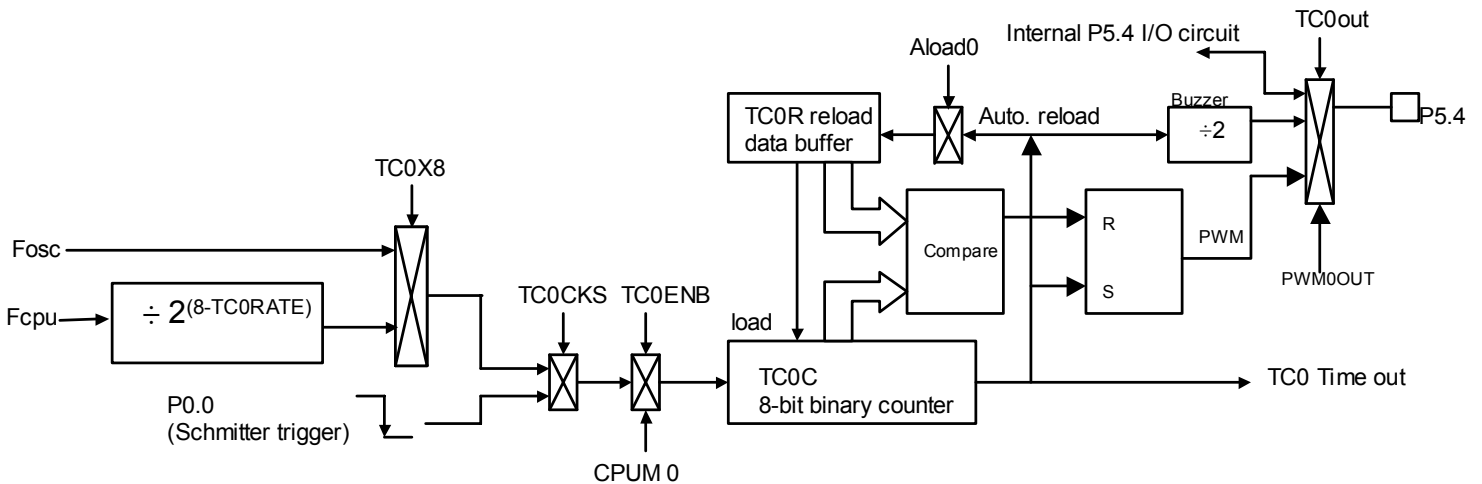 TC0out
Internal P5.4 I/O circuit
Aload0
Buzzer
TC0R reload
data buffer
Auto. reload
÷2
P5.4
TC0X8
R
Fosc
Compare
PWM
PWM0OUT
S
TC0CKS
TC0ENB
Fcpu
÷ 2(8-TC0RATE)
load
TC0C
8-bit binary counter
TC0 Time out
P0.0
(Schmitter trigger)
CPUM 0